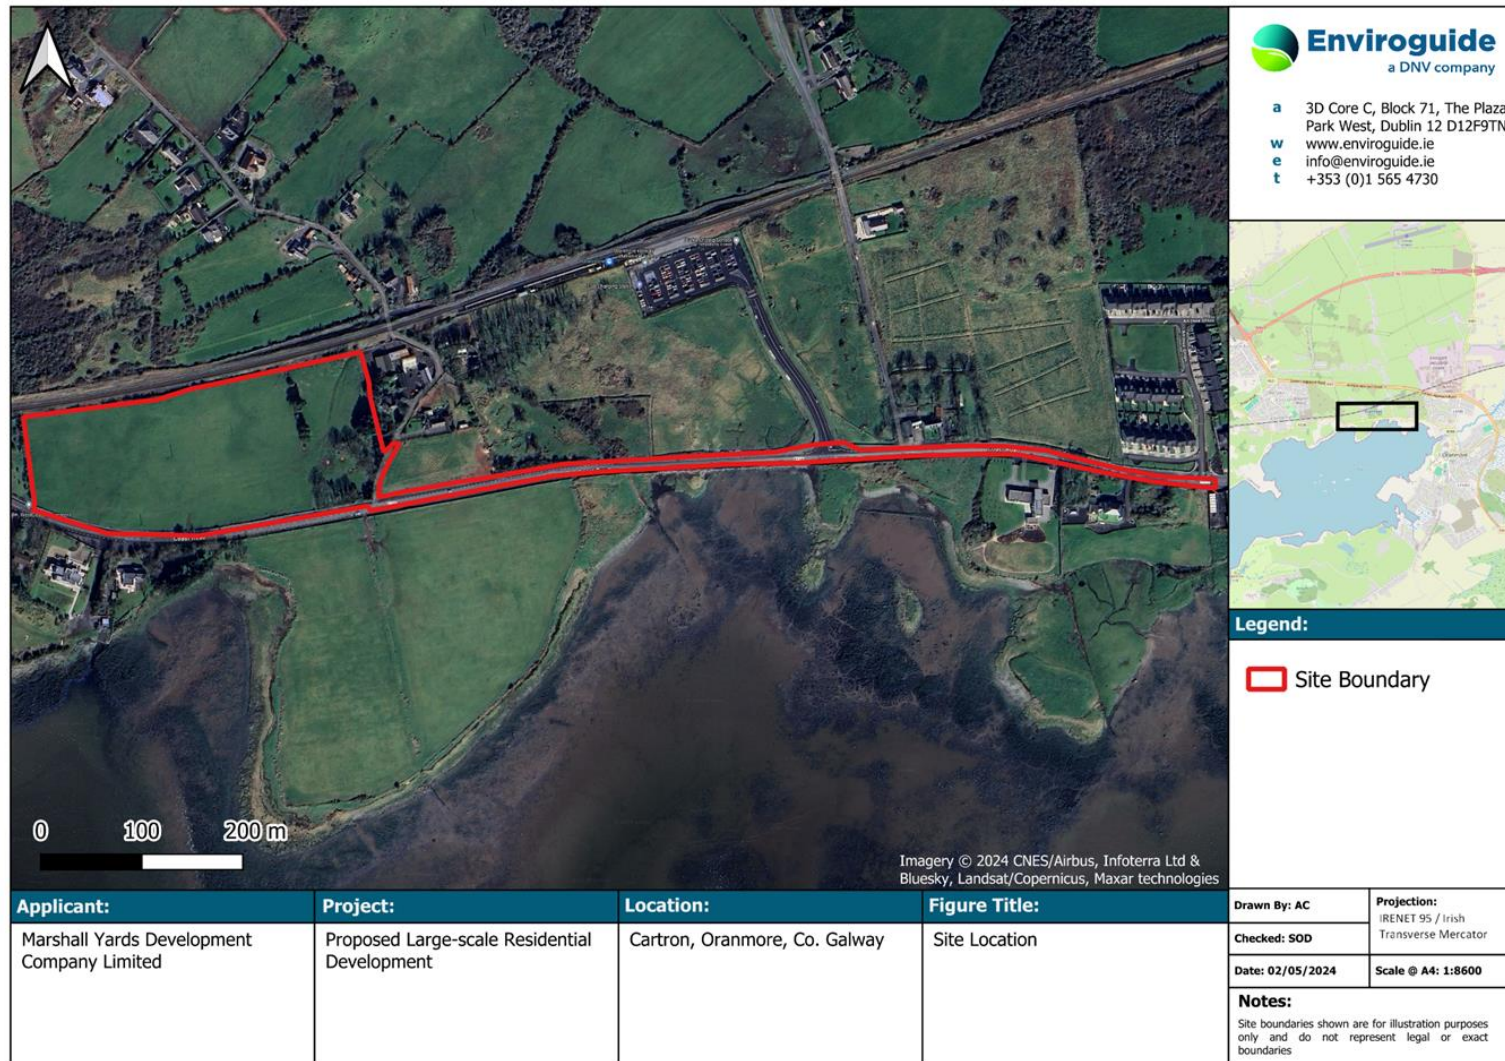 Enviroguide
a DNV company
a 3D Core C, Block 71, The Plaza
Park West, Dublin 12 D12F9TN
w www.enviroguide.ie
e info@enviroguide.ie
t +353 (0)1 565 4730
0 100 200 m
Imagery © 2024 CNES/Airbus, Infoterra Ltd &
Bluesky, Landsat/Copernicus, Maxar technologies
Legend:
Site Boundary
Applicant:
Marshall Yards Development
Company Limited
Project:
Proposed Large-scale Residential
Development
Location:
Cartron, Oranmore, Co. Galway
Figure Title:
Site Location
Drawn By: AC
Checked: SOD
Date: 02/05/2024
Projection:
IRENET 95 / Irish
Transverse Mercator
Scale @ A4: 1:8600
Notes:
Site boundaries shown are for illustration purposes
only and do not represent legal or exact
boundaries